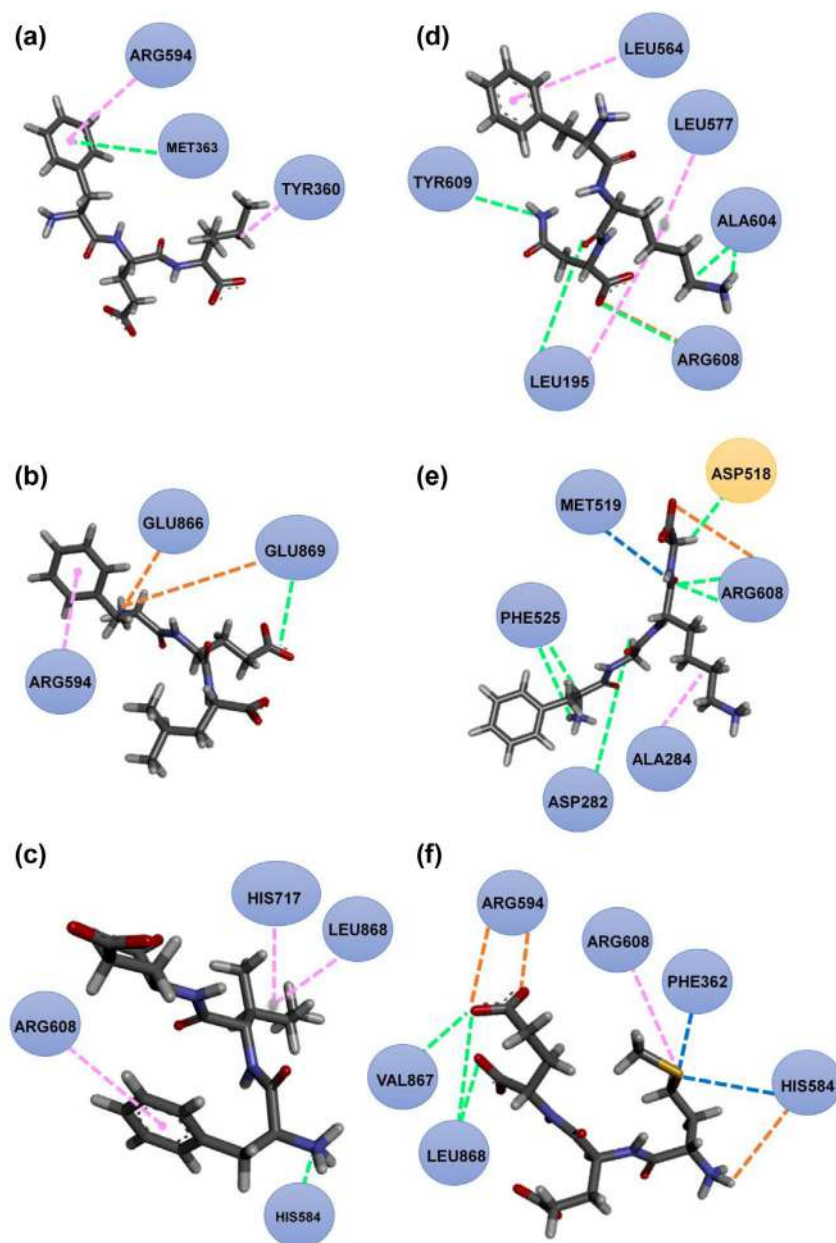 (a)
ARG594
MET363
TYR360
(d)
LEU564
LEU577
TYR609
ALA604
ARG608
LEU195
(b)
GLU866
GLU869
ARG594
(e)
ASP518
MET519
ARG608
PHE525
ALA284
ASP282
(c)
HIS717
LEU868
ARG608
HIS584
(f)
ARG594
ARG608
PHE362
VAL867
HIS584
LEU868